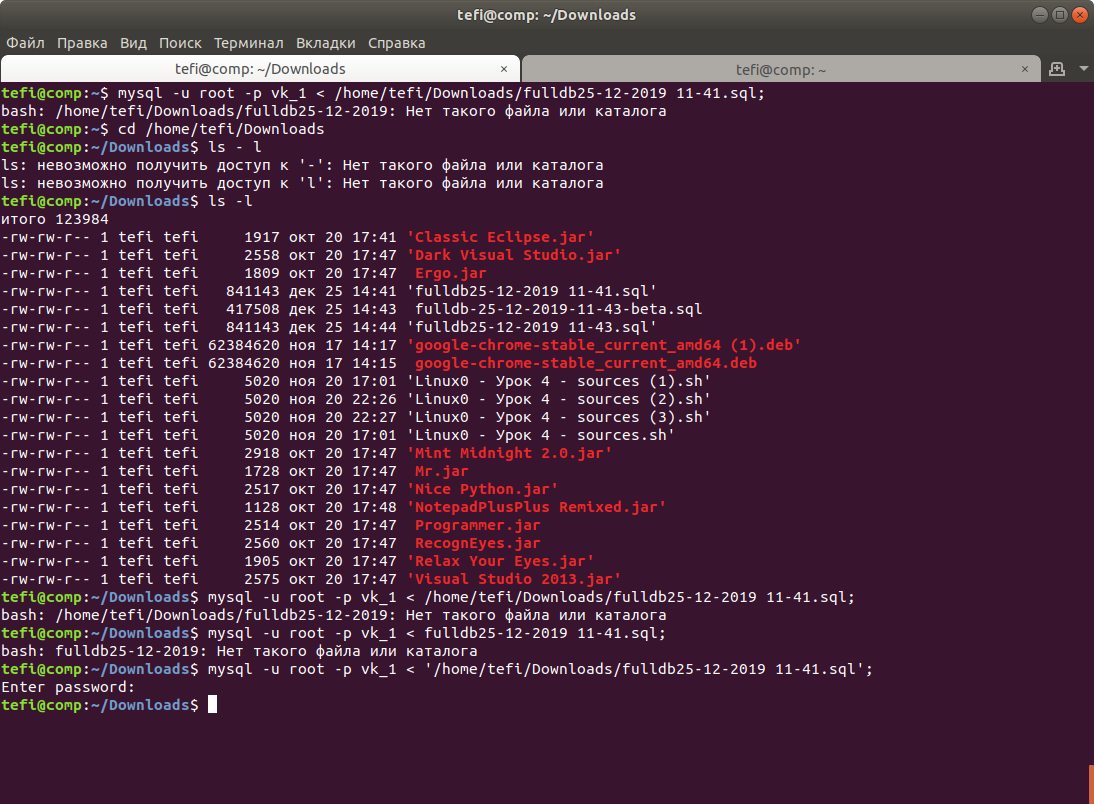 tefi@comp: ~/Downloads
Файл Правка Вид Поиск Терминал Вкладки Справка
tefi@comp: ~/Downloads × tefi@comp: ~ ×
tefi@comp:~$ mysql -u root -p vk_1 < /home/tefi/Downloads/fulldb25-12-2019 11-41.sql;
bash: /home/tefi/Downloads/fulldb25-12-2019: Нет такого файла или каталога
tefi@comp:~$ cd /home/tefi/Downloads
tefi@comp:~/Downloads$ ls - l
ls: невозможно получить доступ к '-': Нет такого файла или каталога
ls: невозможно получить доступ к 'l': Нет такого файла или каталога
tefi@comp:~/Downloads$ ls -l
итого 123984
-rw-rw-r-- 1 tefi tefi     1917 окт 20 17:41 'Classic Eclipse.jar'
-rw-rw-r-- 1 tefi tefi     2558 окт 20 17:47 'Dark Visual Studio.jar'
-rw-rw-r-- 1 tefi tefi     1809 окт 20 17:47  Ergo.jar
-rw-rw-r-- 1 tefi tefi   841143 дек 25 14:41 'fulldb25-12-2019 11-41.sql'
-rw-rw-r-- 1 tefi tefi   417508 дек 25 14:43  fulldb-25-12-2019-11-43-beta.sql
-rw-rw-r-- 1 tefi tefi   841143 дек 25 14:44 'fulldb25-12-2019 11-43.sql'
-rw-rw-r-- 1 tefi tefi 62384620 ноя 17 14:17 'google-chrome-stable_current_amd64 (1).deb'
-rw-rw-r-- 1 tefi tefi 62384620 ноя 17 14:15  google-chrome-stable_current_amd64.deb
-rw-rw-r-- 1 tefi tefi     5020 ноя 20 17:01 'Linux0 - Урок 4 - sources (1).sh'
-rw-rw-r-- 1 tefi tefi     5020 ноя 20 22:26 'Linux0 - Урок 4 - sources (2).sh'
-rw-rw-r-- 1 tefi tefi     5020 ноя 20 22:27 'Linux0 - Урок 4 - sources (3).sh'
-rw-rw-r-- 1 tefi tefi     5020 ноя 20 17:01 'Linux0 - Урок 4 - sources.sh'
-rw-rw-r-- 1 tefi tefi     2918 окт 20 17:47 'Mint Midnight 2.0.jar'
-rw-rw-r-- 1 tefi tefi     1728 окт 20 17:47  Mr.jar
-rw-rw-r-- 1 tefi tefi     2517 окт 20 17:47 'Nice Python.jar'
-rw-rw-r-- 1 tefi tefi     1128 окт 20 17:48 'NotepadPlusPlus Remixed.jar'
-rw-rw-r-- 1 tefi tefi     2514 окт 20 17:47  Programmer.jar
-rw-rw-r-- 1 tefi tefi     2560 окт 20 17:47  RecognEyes.jar
-rw-rw-r-- 1 tefi tefi     1905 окт 20 17:47 'Relax Your Eyes.jar'
-rw-rw-r-- 1 tefi tefi     2575 окт 20 17:47 'Visual Studio 2013.jar'
tefi@comp:~/Downloads$ mysql -u root -p vk_1 < /home/tefi/Downloads/fulldb25-12-2019 11-41.sql;
bash: /home/tefi/Downloads/fulldb25-12-2019: Нет такого файла или каталога
tefi@comp:~/Downloads$ mysql -u root -p vk_1 < fulldb25-12-2019 11-41.sql;
bash: fulldb25-12-2019: Нет такого файла или каталога
tefi@comp:~/Downloads$ mysql -u root -p vk_1 < '/home/tefi/Downloads/fulldb25-12-2019 11-41.sql';
Enter password:
tefi@comp:~/Downloads$